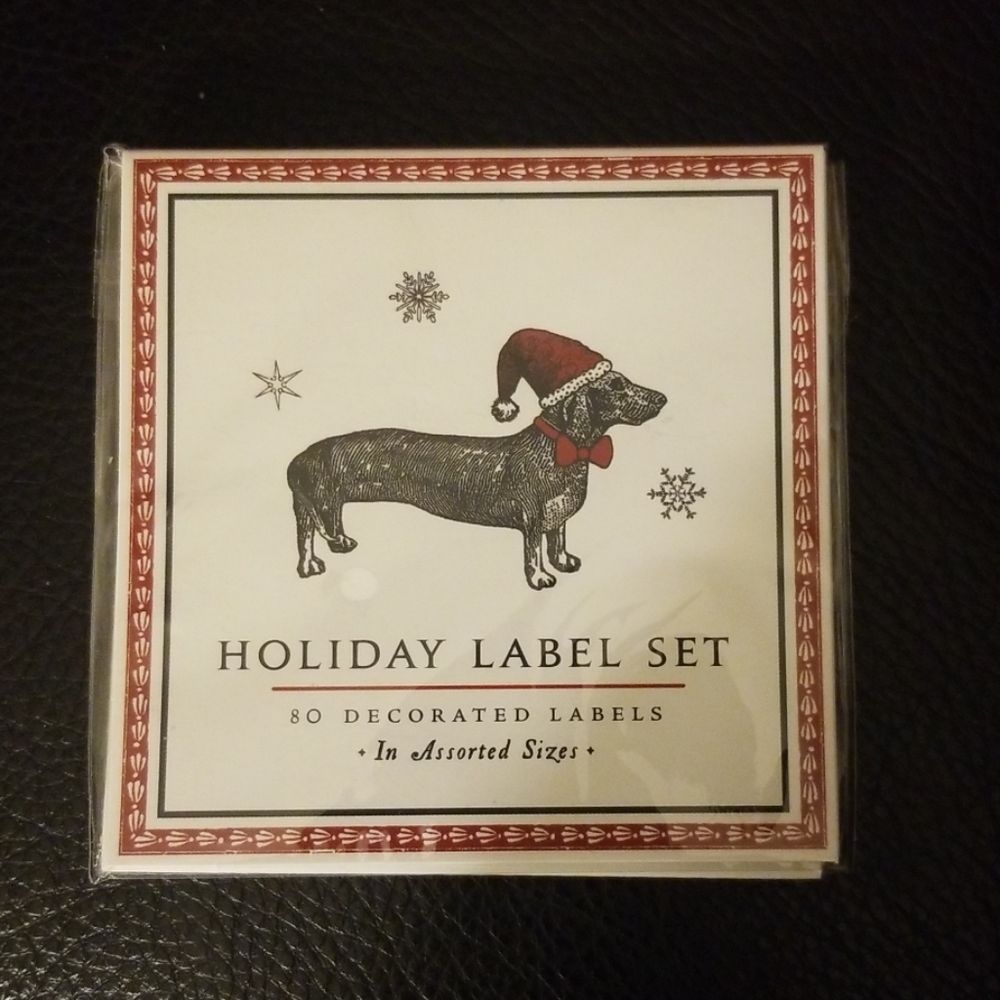 HOLIDAY LABEL SET
80 DECORATED LABELS
In Assorted Sizes